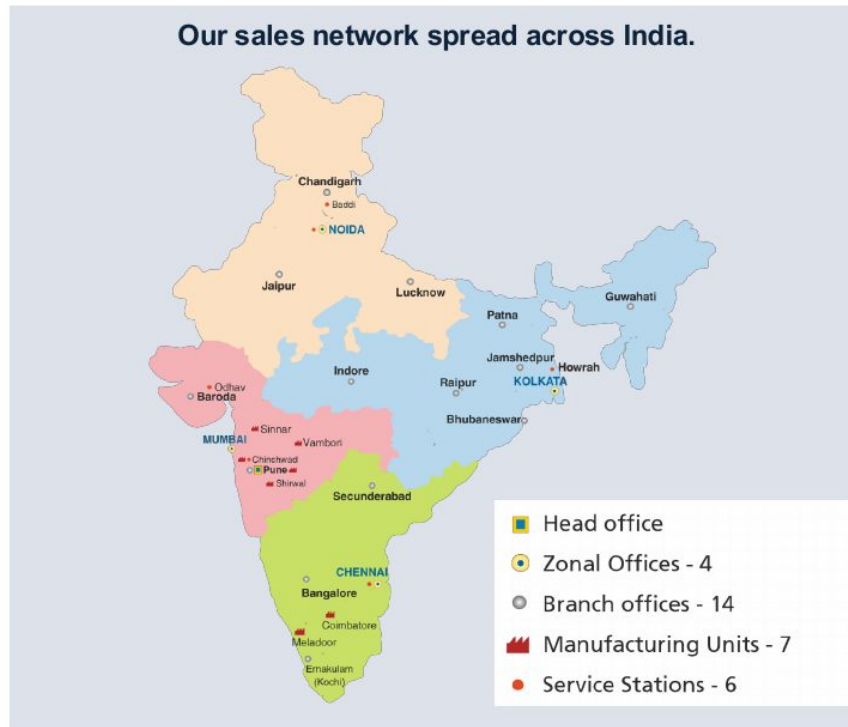 Our sales network spread across India.
Chandigarh
Baddi
NOIDA
Jaipur
Lucknow
Guwahati
Patna
Jamshedpur
Howrah
Indore
Raipur
KOLKATA
Odhav
Baroda
Bhubaneswar
Sinnar
MUMBAI
Vambori
Chinchwad
Pune
Shirwal
Secunderabad
CHENNAI
Bangalore
Coimbatore
Meladoor
Ernakulam
(Kochi)
Head office
Zonal Offices - 4
Branch offices - 14
Manufacturing Units - 7
Service Stations - 6